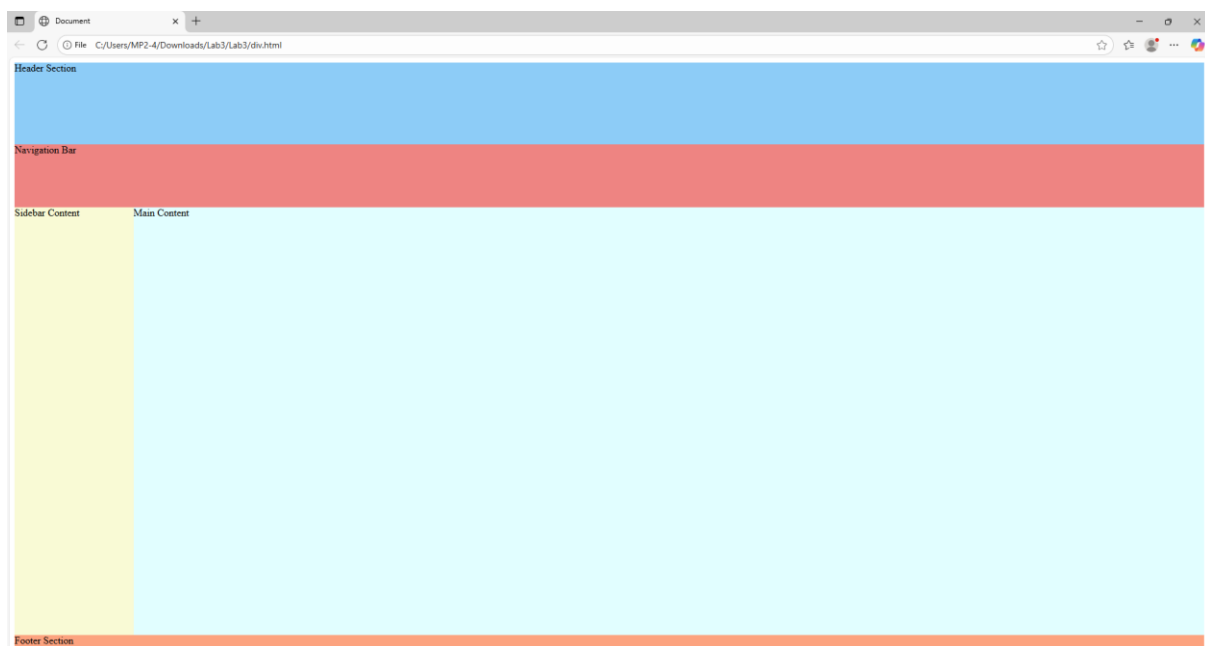 Document
File C:/Users/MP2-4/Downloads/Lab3/Lab3/div.html
Header Section
Navigation Bar
Sidebar Content Main Content
Footer Section